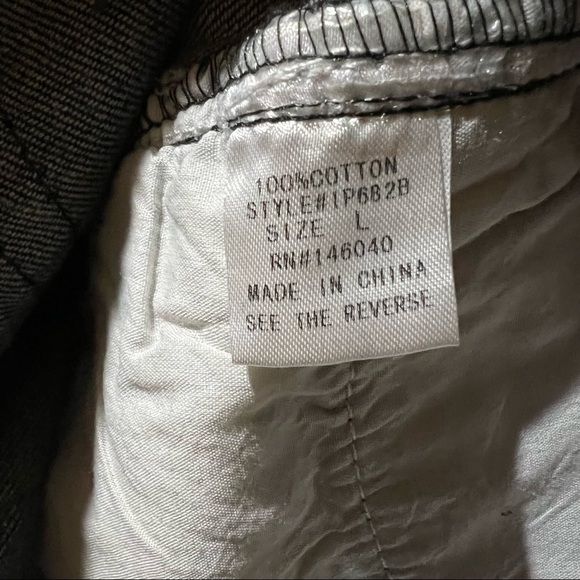 100%COTTON
STYLE#IP682B
SIZE L
RN#146040
MADE IN CHINA
SEE THE REVERSE